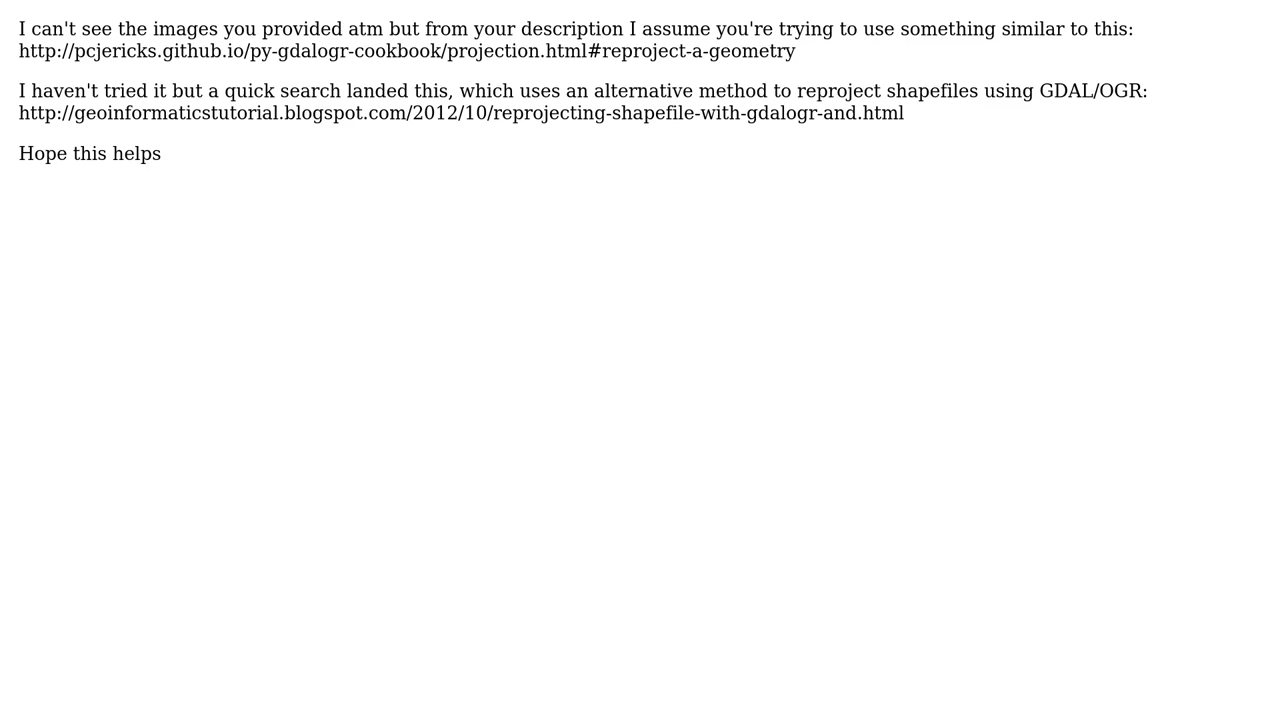 I can't see the images you provided atm but from your description I assume you're trying to use something similar to this:
http://pcjericks.github.io/py-gdalogr-cookbook/projection.html#reproject-a-geometry
I haven't tried it but a quick search landed this, which uses an alternative method to reproject shapefiles using GDAL/OGR:
http://geoinformaticstutorial.blogspot.com/2012/10/reprojecting-shapefile-with-gdalogr-and.html
Hope this helps